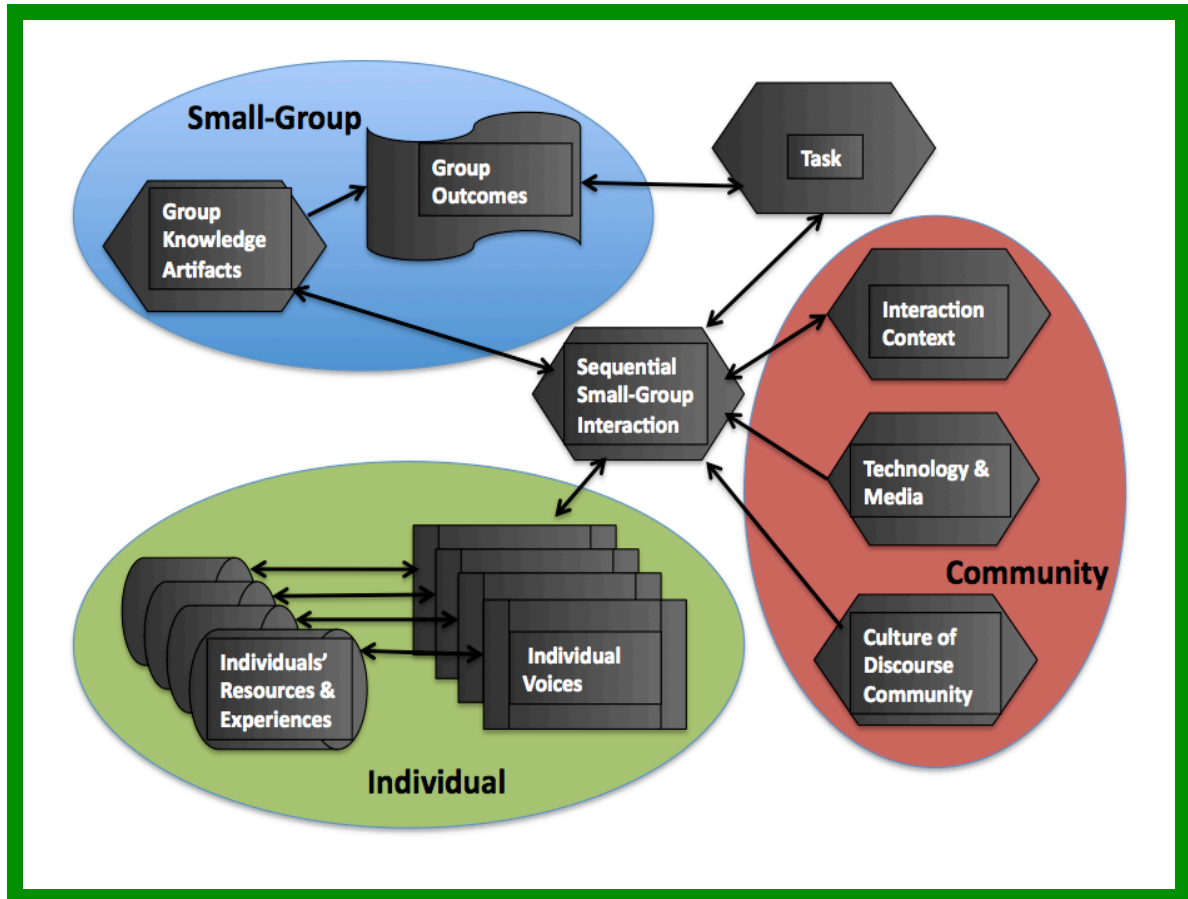 Small-Group
Group
Outcomes
Task
Group
Knowledge
Artifacts
Interaction
Context
Sequential
Small-Group
Interaction
Technology &
Media
Community
Culture of
Discourse
Community
Individual
Voices
Individuals’
Resources &
Experiences
Individual